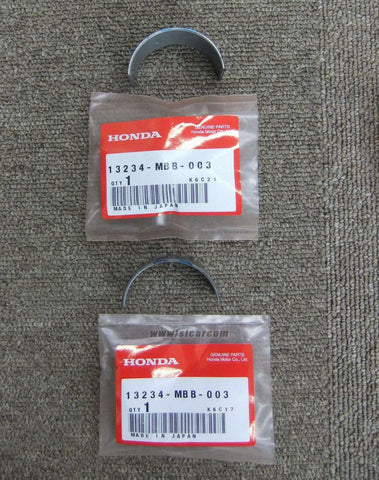 HONDA
GENUINE PARTS
Honda Motor Co., Ltd.
13234-MBB-003
QTY 1 K6C21
MADE IN JAPAN
www.sicar.com
HONDA
GENUINE PARTS
Honda Motor Co., Ltd.
13234-MBB-003
QTY 1 K6C17
MADE IN JAPAN